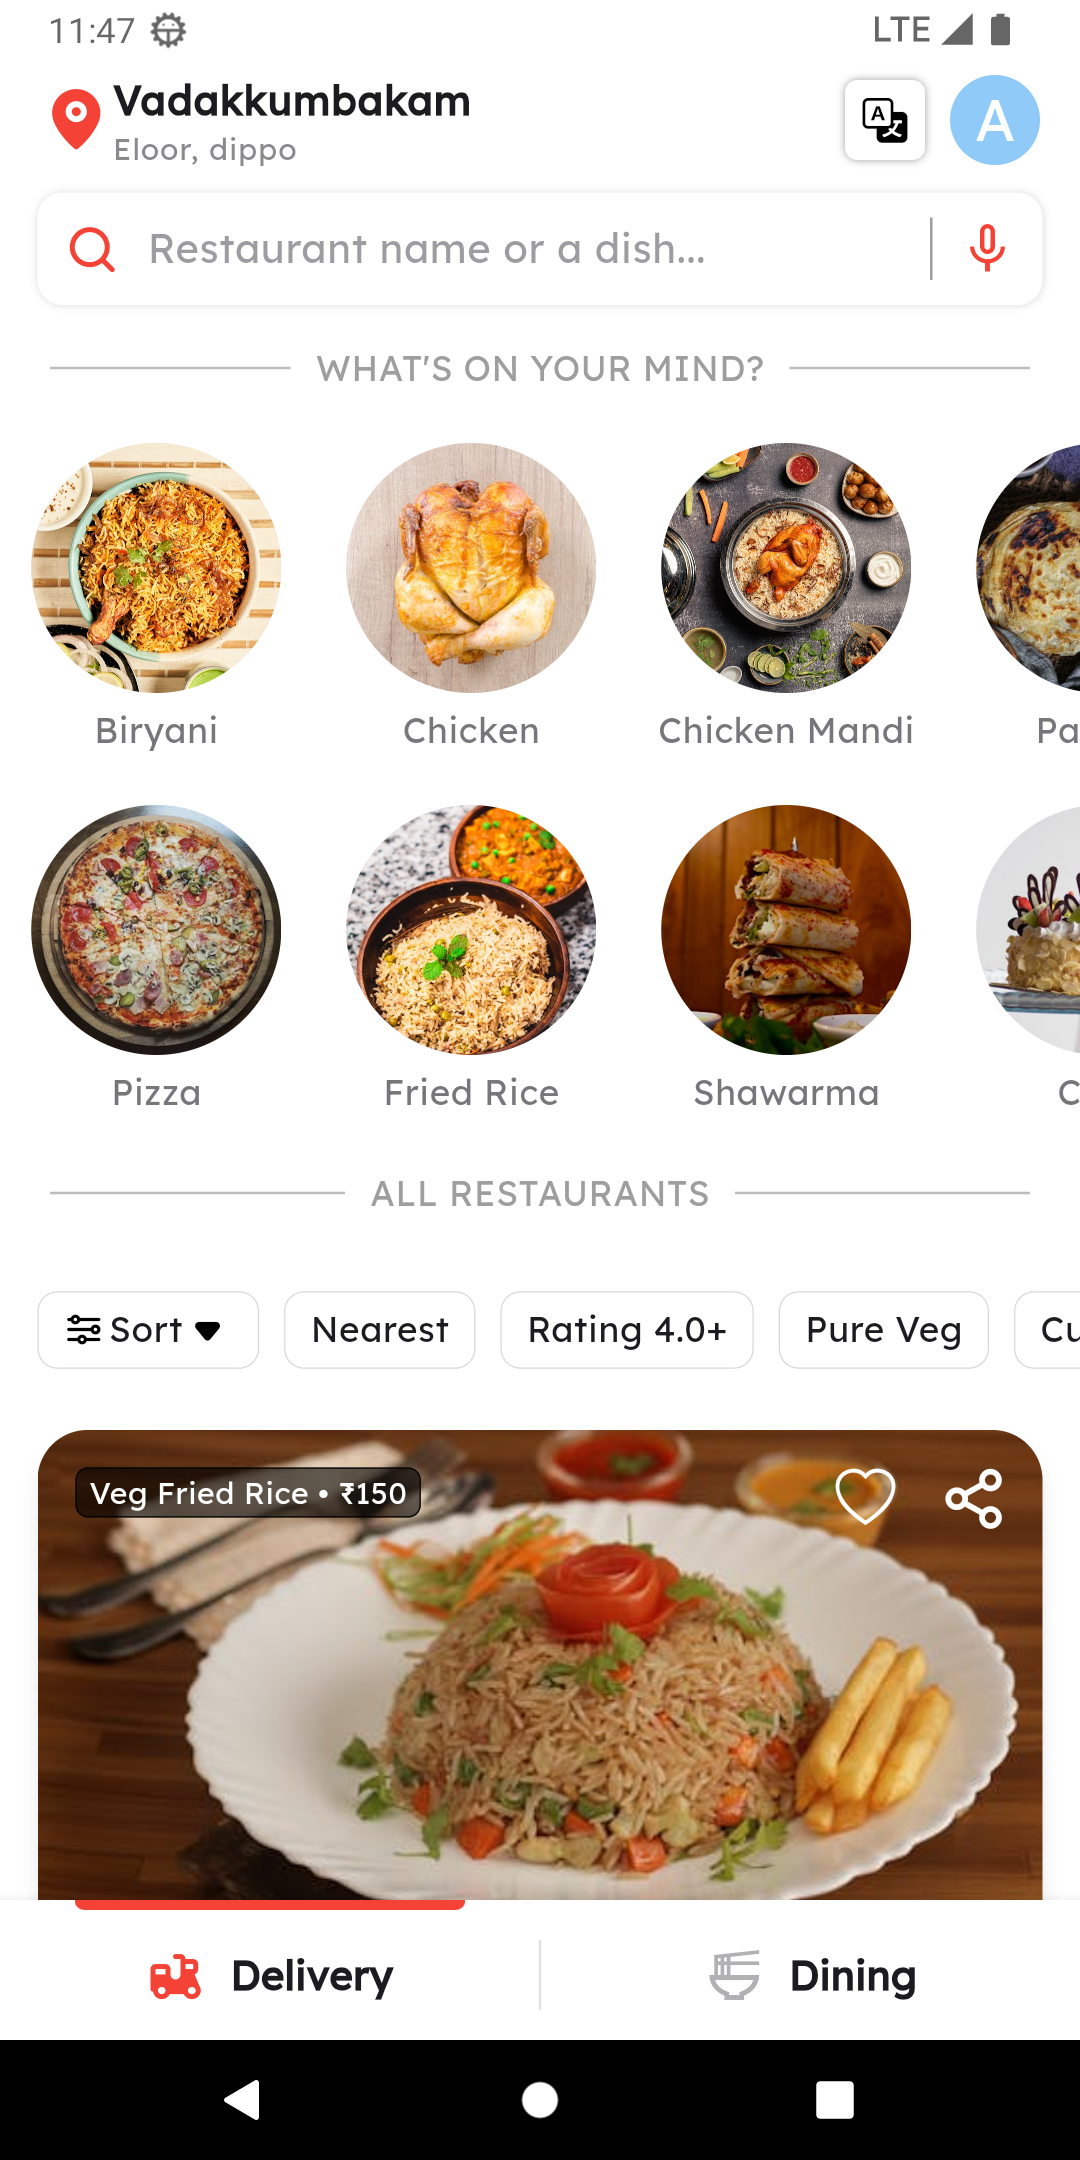 11:47
LTE
Vadakkumbakam
Eloor, dippo
A
A
Restaurant name or a dish...
WHAT'S ON YOUR MIND?
Biryani
Chicken
Chicken Mandi
Pa
Pizza
Fried Rice
Shawarma
C
ALL RESTAURANTS
Sort
Nearest
Rating 4.0+
Pure Veg
Cu
Veg Fried Rice • ₹150
Delivery
Dining